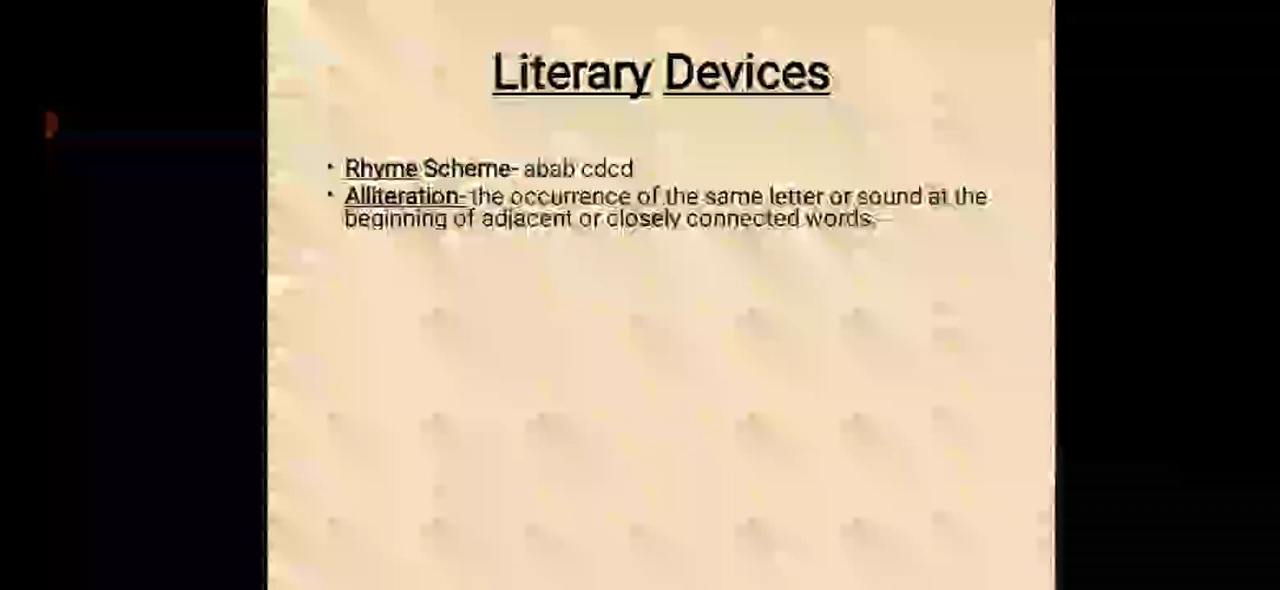 Literary Devices
• Rhyme Scheme- abab cdcd
• Alliteration- the occurrence of the same letter or sound at the
beginning of adjacent or closely connected words.